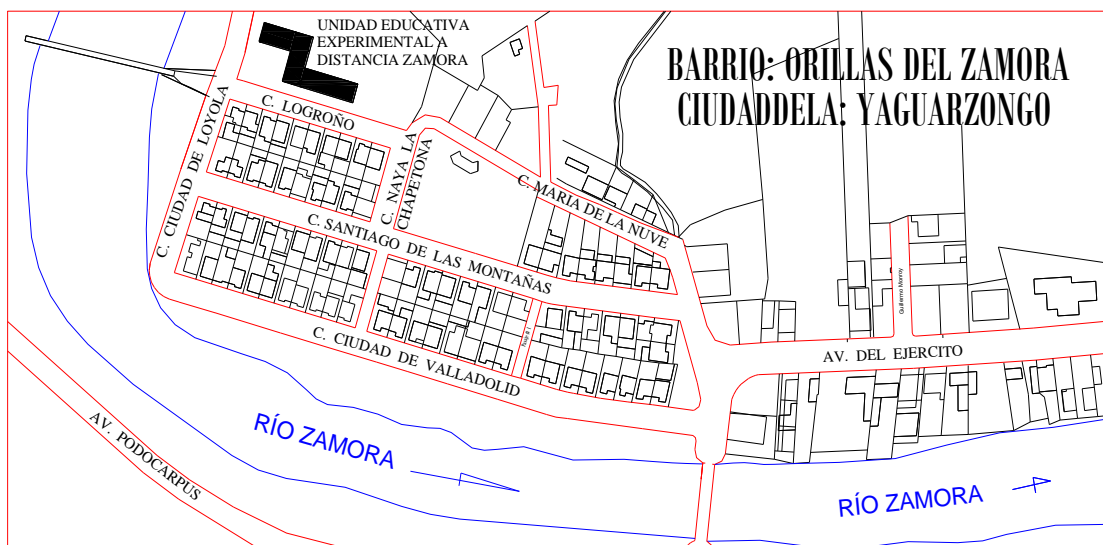 UNIDAD EDUCATIVA
EXPERIMENTAL A
DISTANCIA ZAMORA
BARRIO: ORILLAS DEL ZAMORA
CIUDADDELA: YAGUARZONGO
C. LOGROÑO
C. CIUDAD DE LOYOLA
C. NAYA LA
CHAPETONA
C. MARIA DE LA NUVE
C. SANTIAGO DE LAS MONTAÑAS
C. CIUDAD DE VALLADOLID
Guillermo Monroy
AV. DEL EJERCITO
AV. PODOCARPUS
RÍO ZAMORA
RÍO ZAMORA